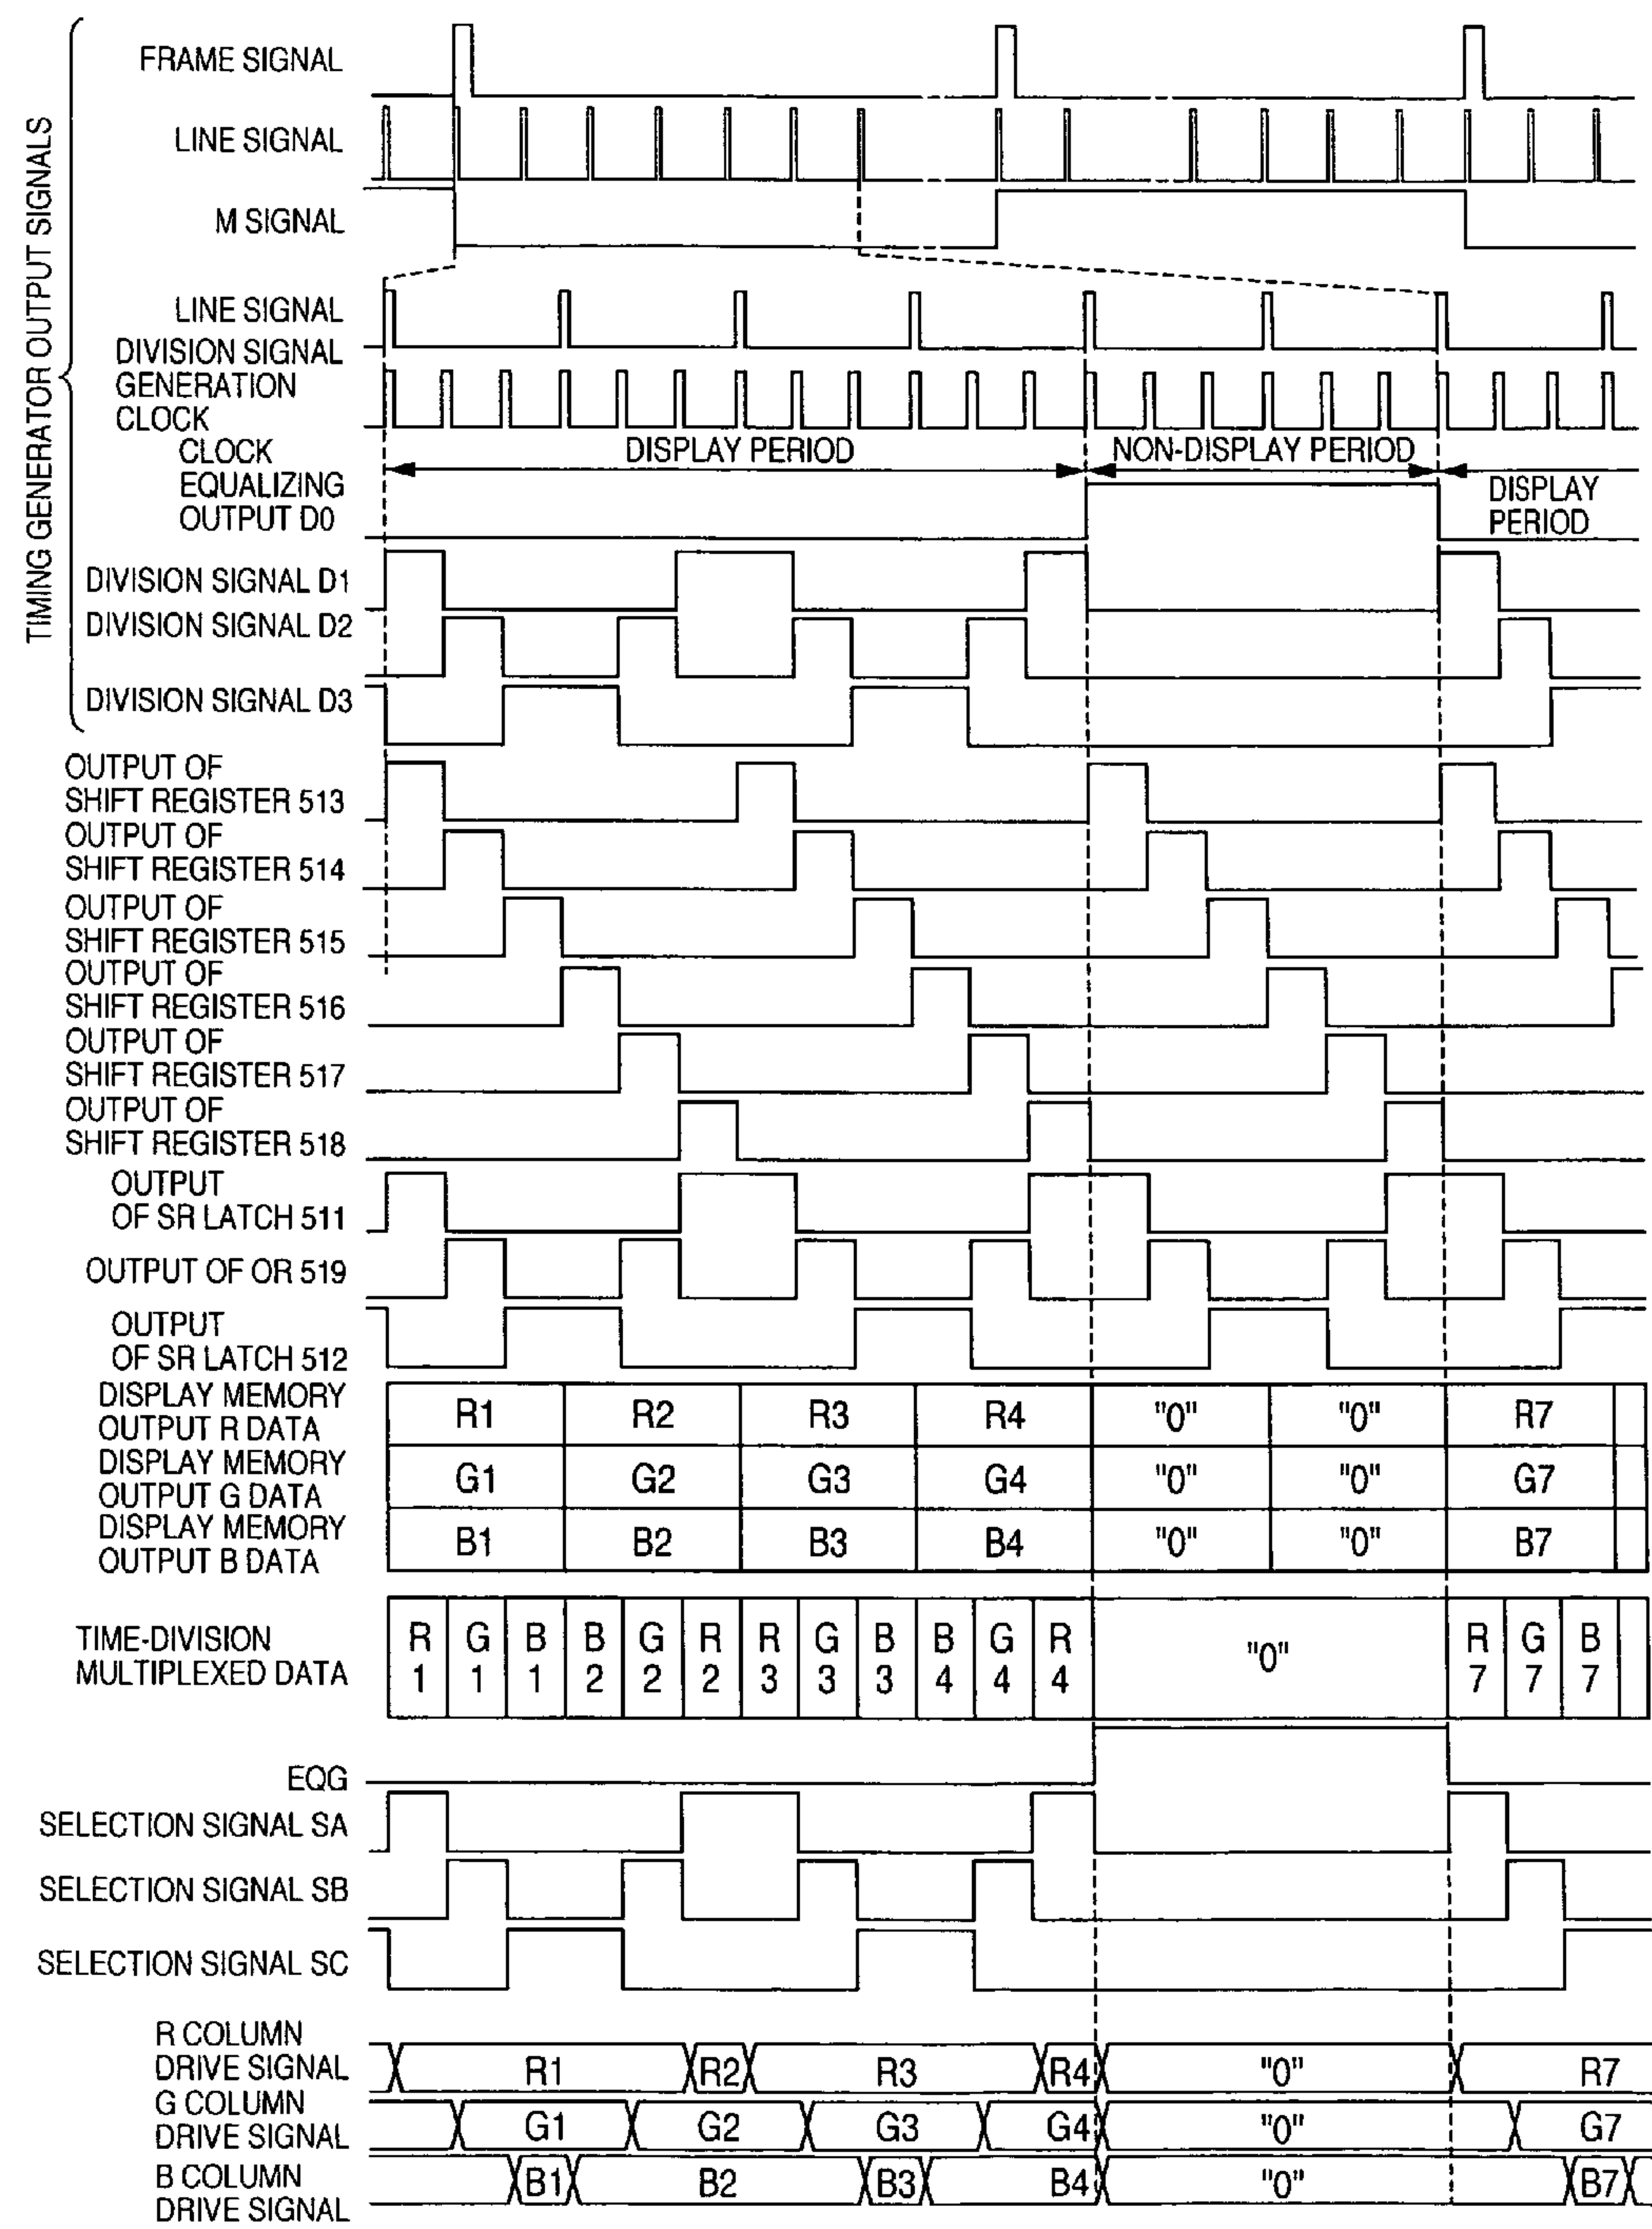 TIMING GENERATOR OUTPUT SIGNALS
FRAME SIGNAL
LINE SIGNAL
M SIGNAL
LINE SIGNAL
DIVISION SIGNAL
GENERATION
CLOCK
CLOCK
EQUALIZING
OUTPUT D0
DISPLAY PERIOD
NON-DISPLAY PERIOD
DISPLAY
PERIOD
DIVISION SIGNAL D1
DIVISION SIGNAL D2
DIVISION SIGNAL D3
OUTPUT OF
SHIFT REGISTER 513
OUTPUT OF
SHIFT REGISTER 514
OUTPUT OF
SHIFT REGISTER 515
OUTPUT OF
SHIFT REGISTER 516
OUTPUT OF
SHIFT REGISTER 517
OUTPUT OF
SHIFT REGISTER 518
OUTPUT
OF SR LATCH 511
OUTPUT OF OR 519
OUTPUT
OF SR LATCH 512
DISPLAY MEMORY
OUTPUT R DATA
R1 R2 R3 R4 "0" "0" R7
DISPLAY MEMORY
OUTPUT G DATA
G1 G2 G3 G4 "0" "0" G7
DISPLAY MEMORY
OUTPUT B DATA
B1 B2 B3 B4 "0" "0" B7
TIME-DIVISION
MULTIPLEXED DATA
R G B B G R R G B B G R "0" R G B
1 1 1 2 2 2 3 3 3 4 4 4 7 7 7
EQG
SELECTION SIGNAL SA
SELECTION SIGNAL SB
SELECTION SIGNAL SC
R COLUMN
DRIVE SIGNAL
R1 R2 R3 R4 "0" R7
G COLUMN
DRIVE SIGNAL
G1 G2 G3 G4 "0" G7
B COLUMN
DRIVE SIGNAL
B1 B2 B3 B4 "0" B7